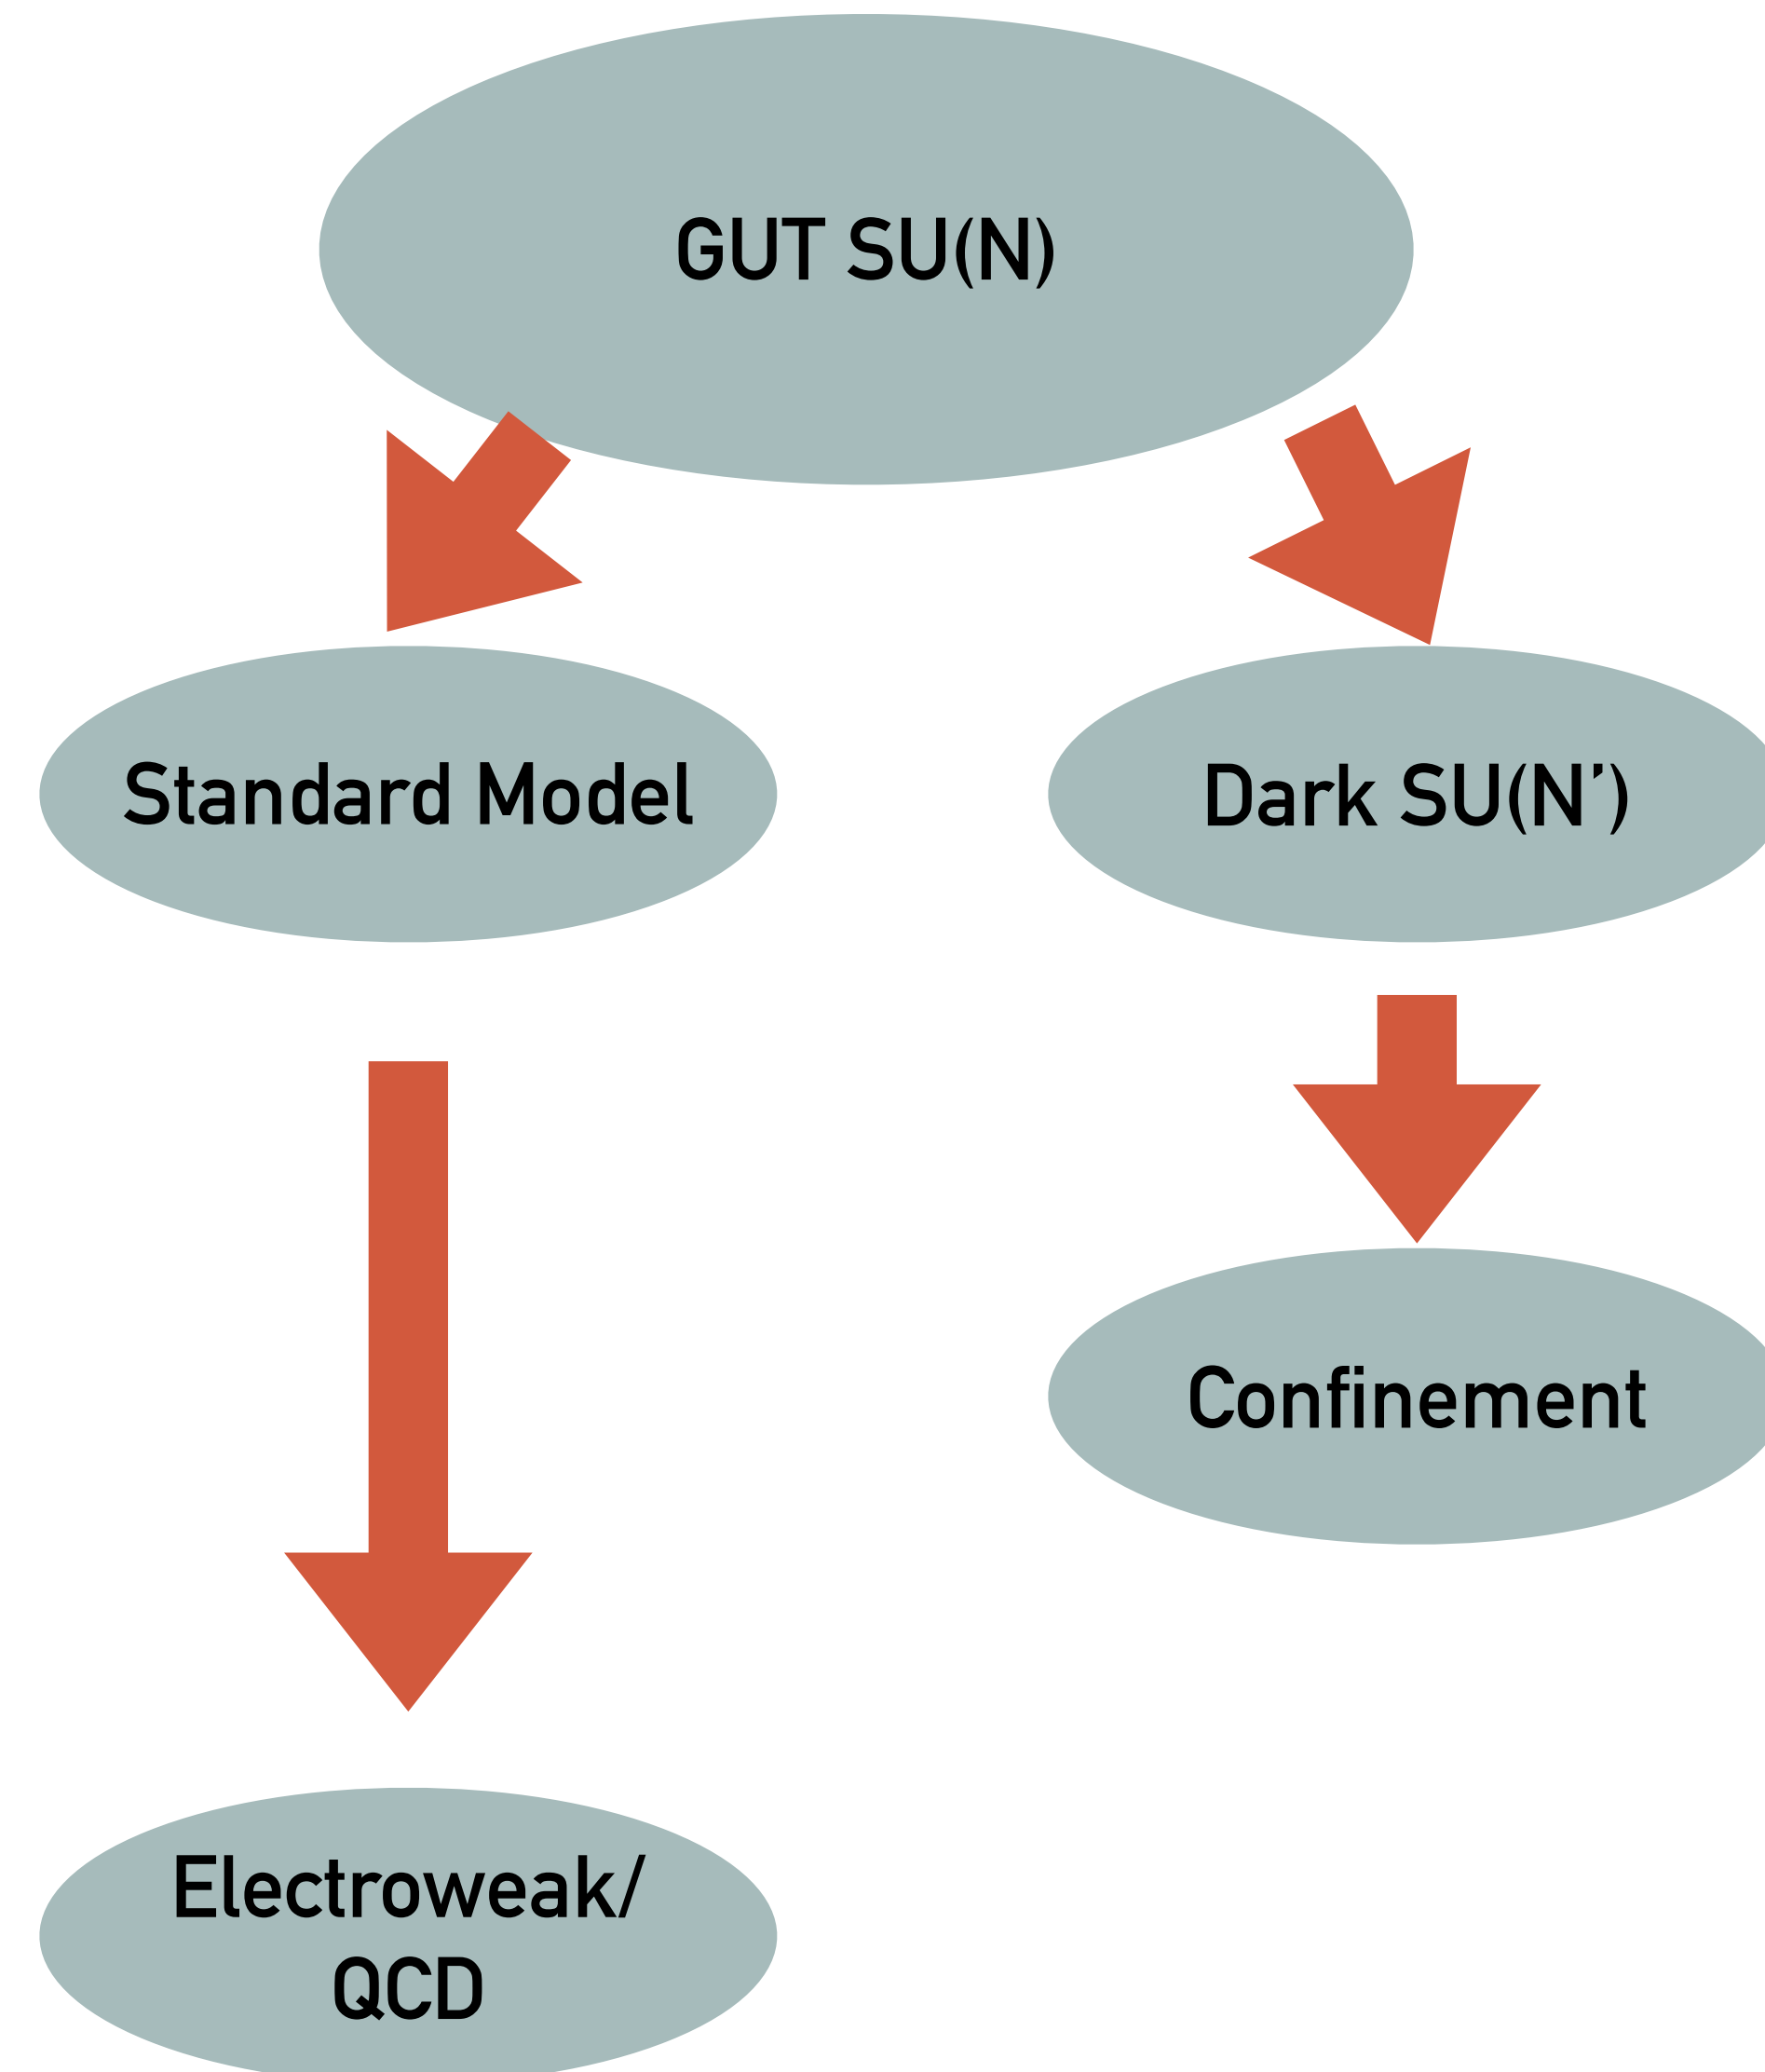 GUT SU(N)
Standard Model
Dark SU(N')
Confinement
Electroweak/
QCD